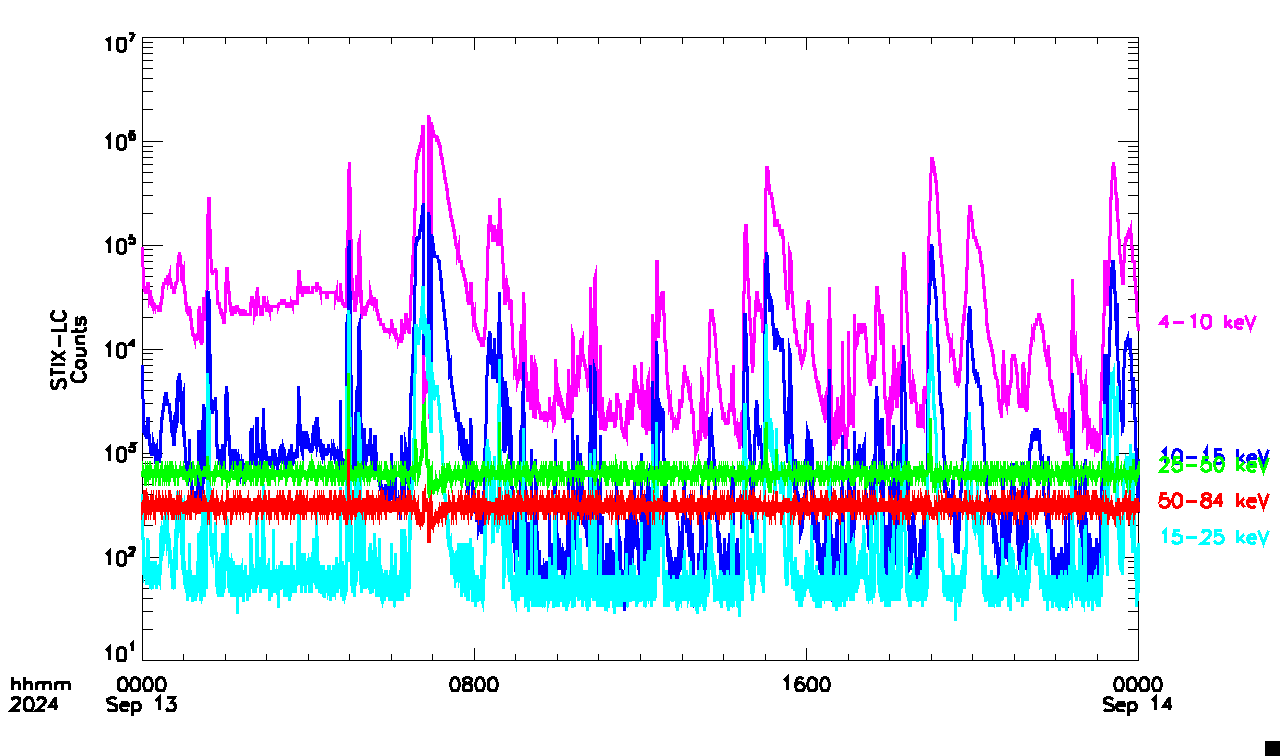 10⁷
10⁶
10⁵
10⁴
10³
10²
10¹
STIX-LC
Counts
4-10 keV
10-15 keV
25-50 keV
50-84 keV
15-25 keV
hhmm 0000 0800 1600 0000
2024 Sep 13 Sep 14